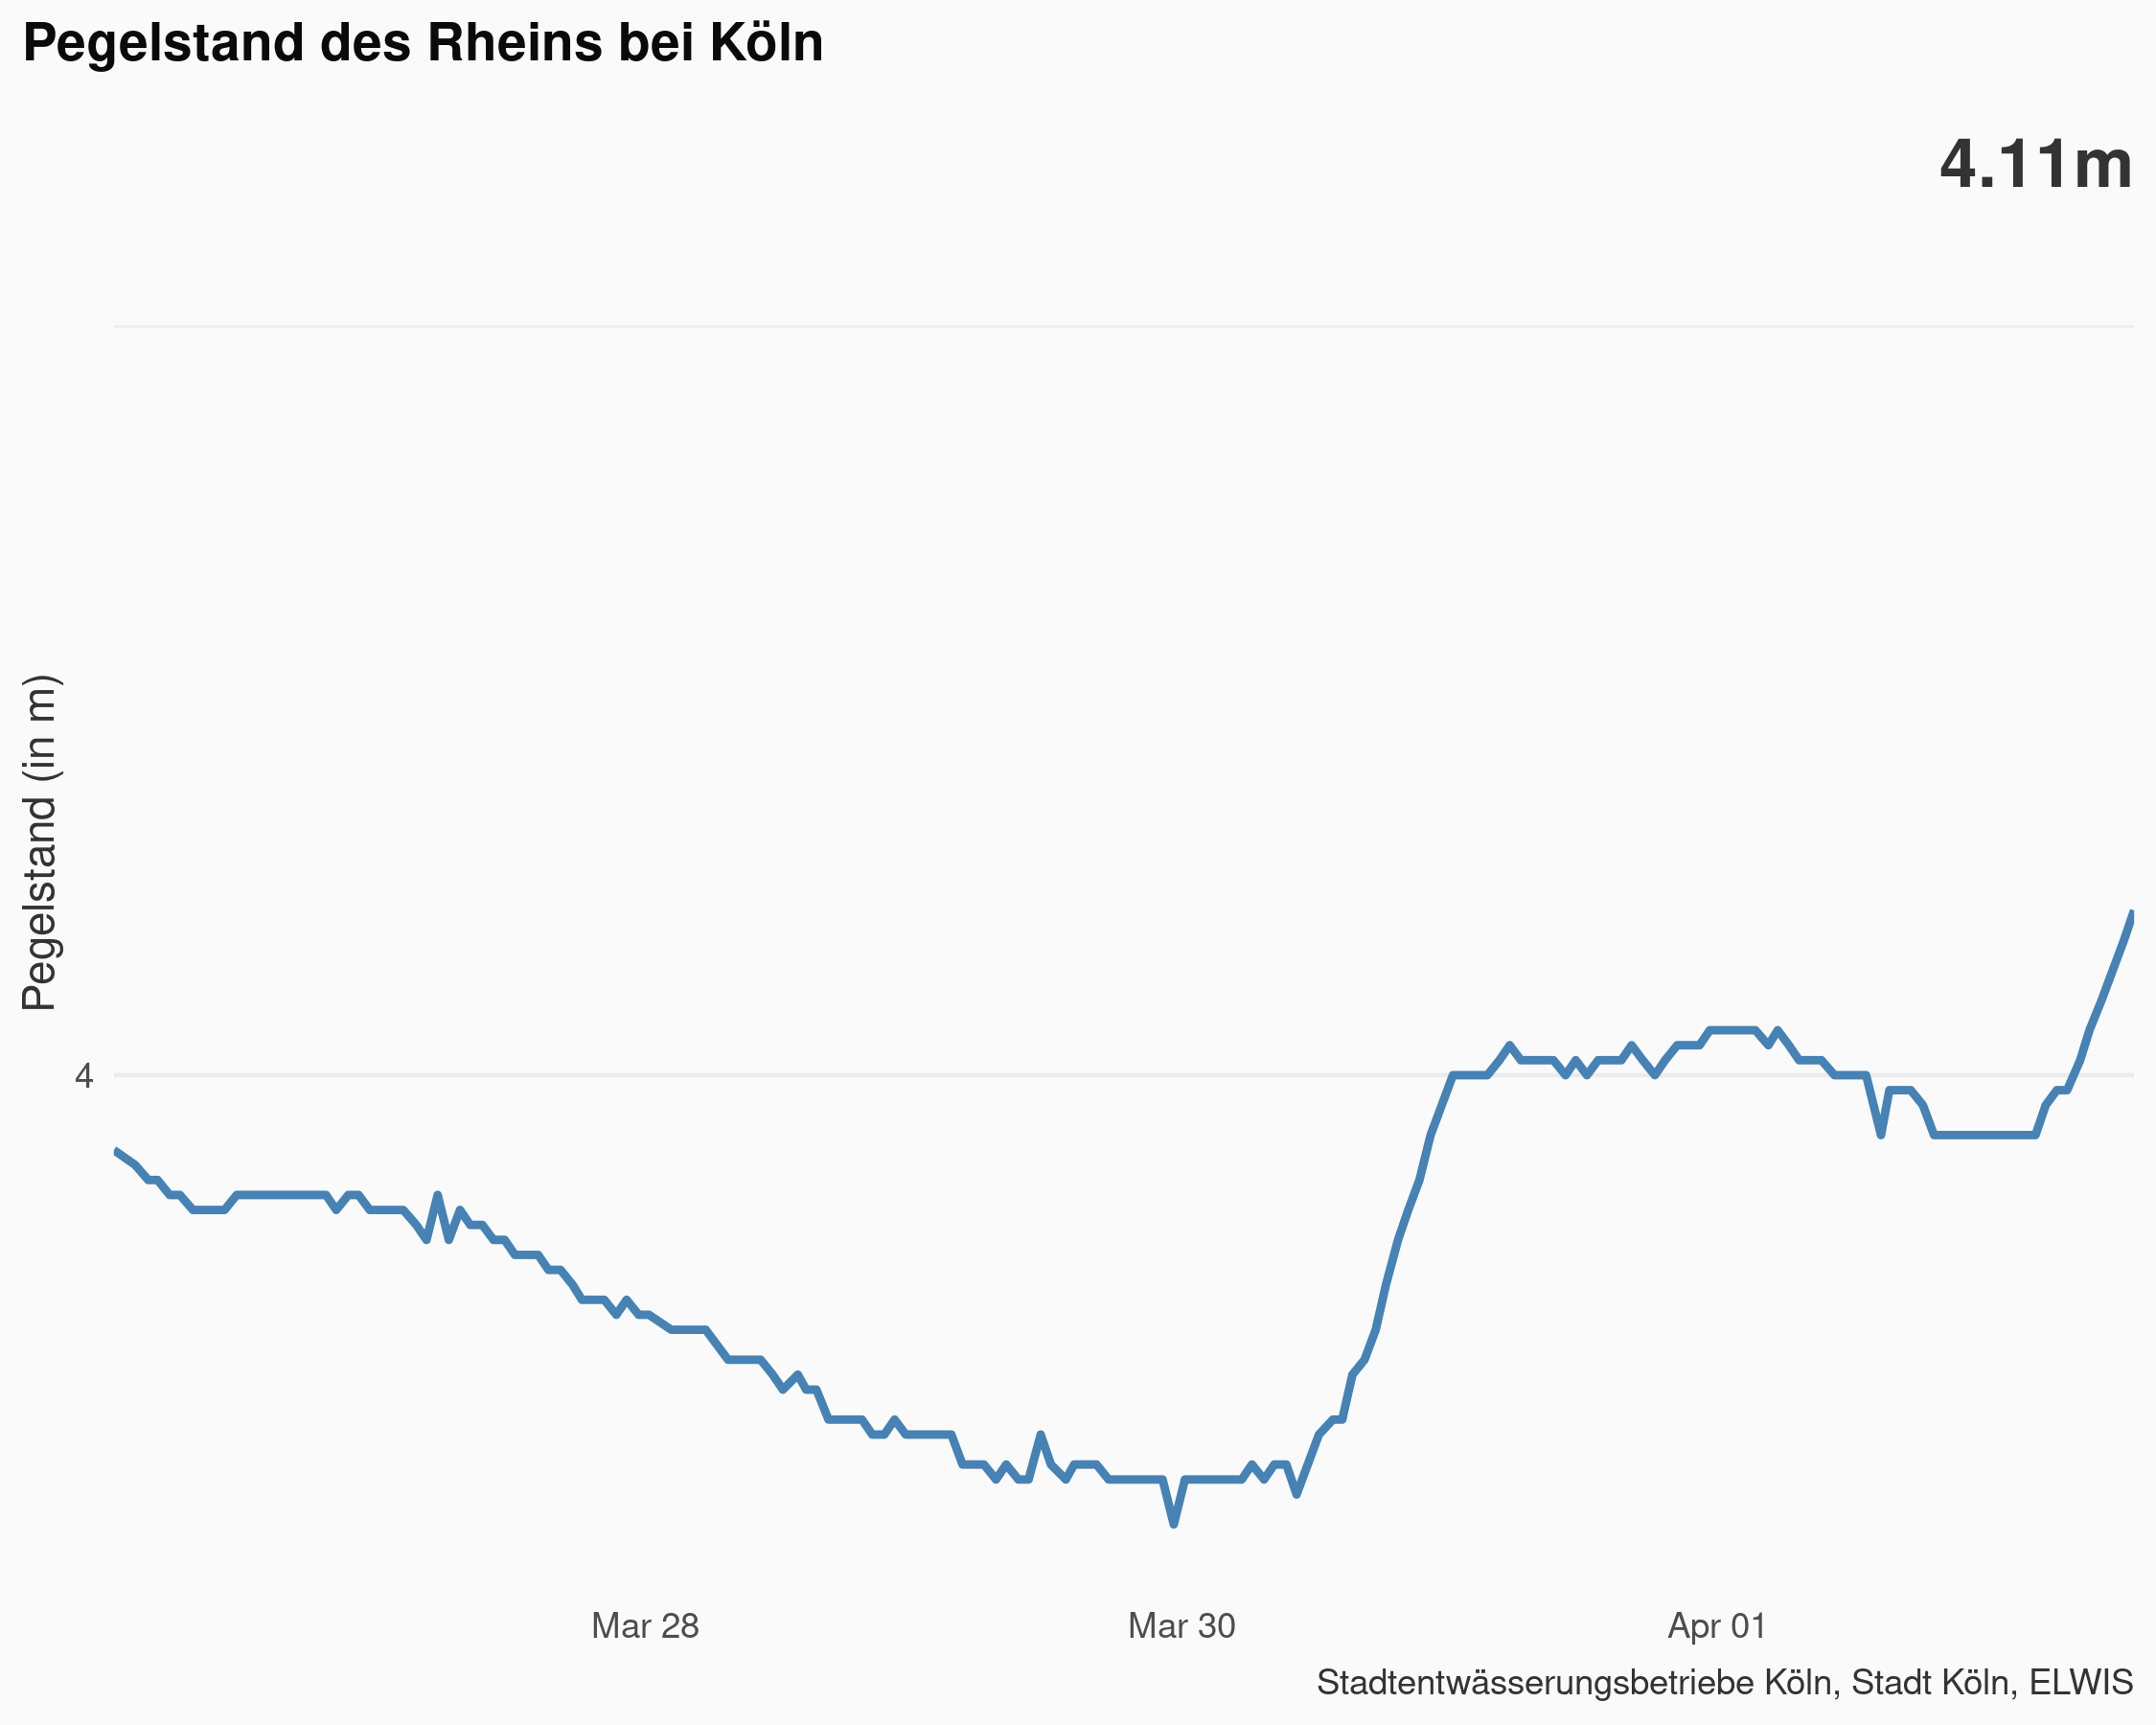 Pegelstand des Rheins bei Köln
4.11m
Pegelstand (in m)
4
Mar 28
Mar 30
Apr 01
Stadtentwässerungsbetriebe Köln, Stadt Köln, ELWIS